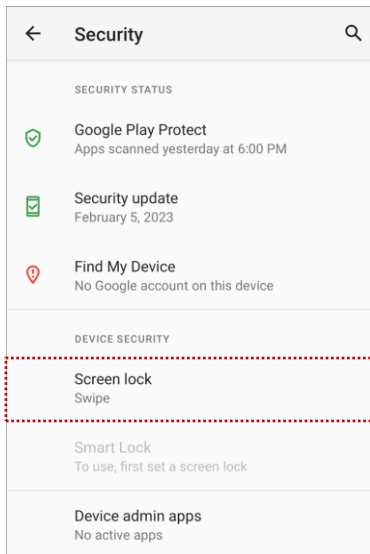 Security
SECURITY STATUS
Google Play Protect
Apps scanned yesterday at 6:00 PM
Security update
February 5, 2023
Find My Device
No Google account on this device
DEVICE SECURITY
Screen lock
Swipe
Smart Lock
To use, first set a screen lock
Device admin apps
No active apps